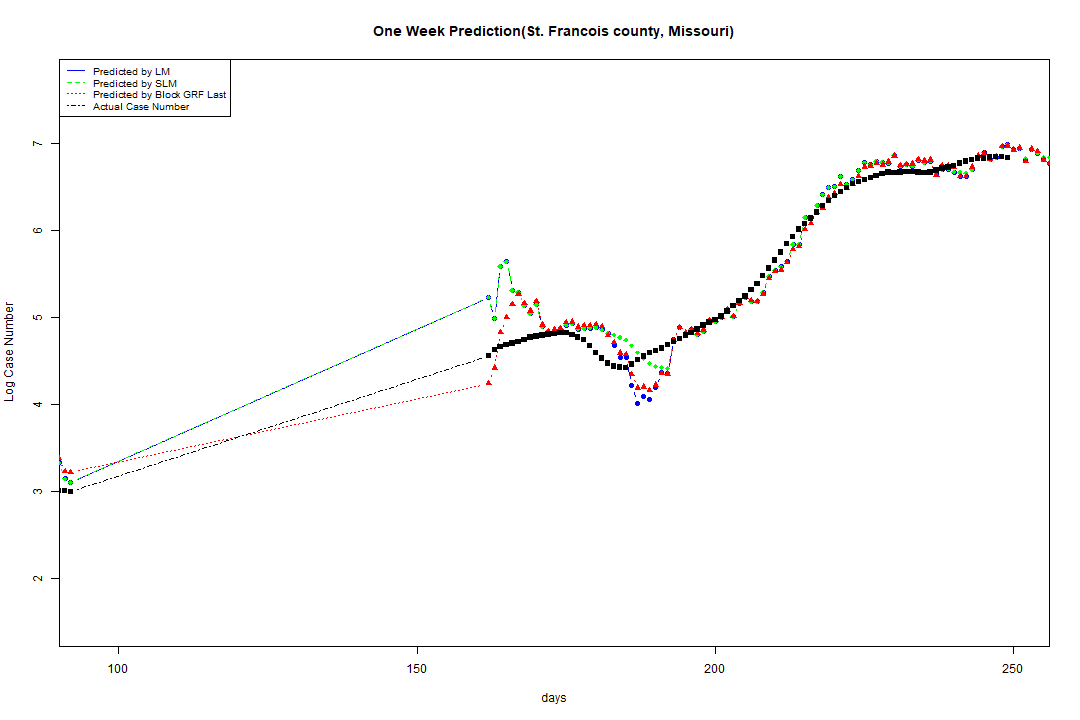 One Week Prediction(St. Francois county, Missouri)
Predicted by LM
Predicted by SLM
Predicted by Block GRF Last
Actual Case Number
7
6
5
4
3
2
Log Case Number
100 150 200 250
days